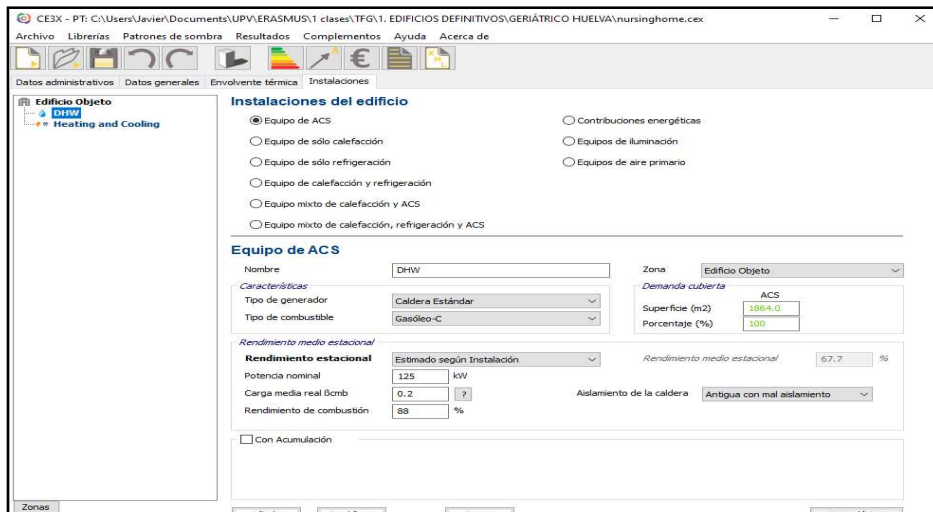 CE3X - PT: C:\Users\Javier\Documents\UPV\ERASMUS\1 clases\TFG\1. EDIFICIOS DEFINITIVOS\GERIÁTRICO HUELVA\nursinghome.cex
Archivo Librerías Patrones de sombra Resultados Complementos Ayuda Acerca de
Datos administrativos Datos generales Envolvente térmica Instalaciones
Edificio Objeto
DHW
Heating and Cooling
Instalaciones del edificio
Equipo de ACS
Contribuciones energéticas
Equipo de sólo calefacción
Equipos de iluminación
Equipo de sólo refrigeración
Equipos de aire primario
Equipo de calefacción y refrigeración
Equipo mixto de calefacción y ACS
Equipo mixto de calefacción, refrigeración y ACS
Equipo de ACS
Nombre DHW Zona Edificio Objeto
Características
Tipo de generador Caldera Estándar
Tipo de combustible Gasóleo-C
Demanda cubierta
ACS
Superficie (m2) 1864.0
Porcentaje (%) 100
Rendimiento medio estacional
Rendimiento estacional Estimado según Instalación Rendimiento medio estacional 67.7 %
Potencia nominal 125 kW
Carga media real ßcmb 0.2 ? Aislamiento de la caldera Antigua con mal aislamiento
Rendimiento de combustión 88 %
Con Acumulación
Zonas